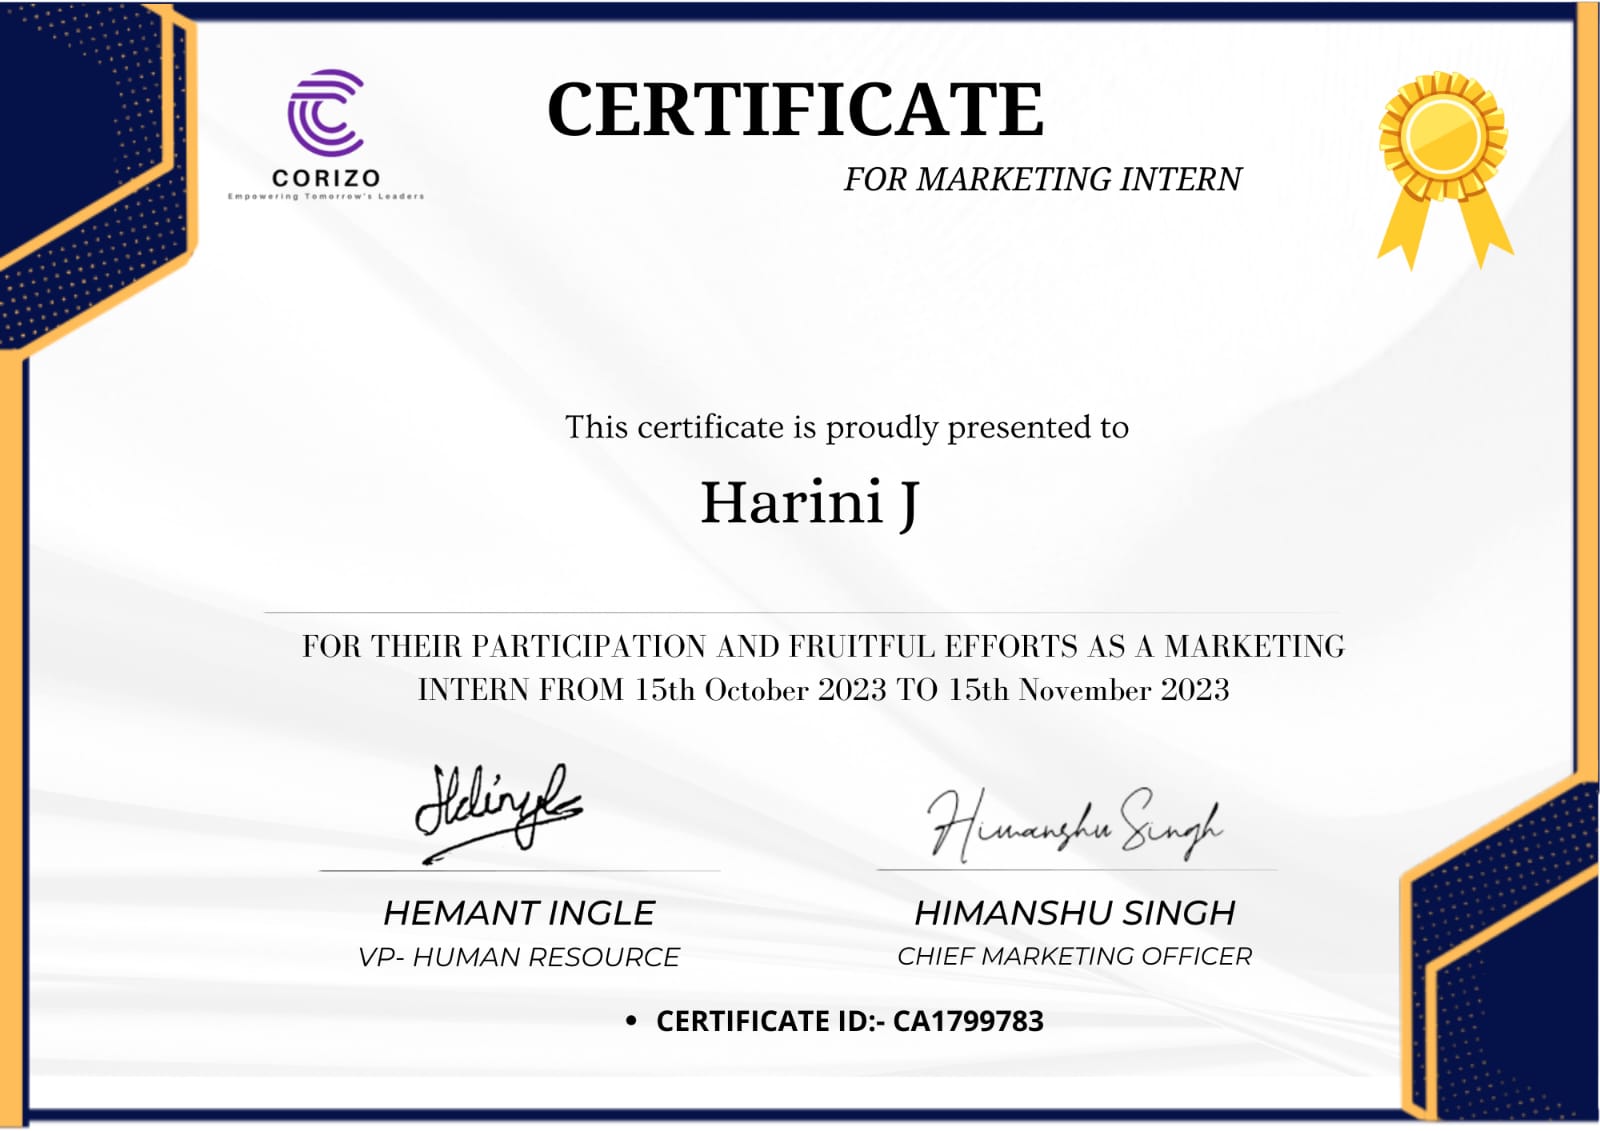 CORIZO
Empowering Tomorrow's Leaders
CERTIFICATE
FOR MARKETING INTERN
This certificate is proudly presented to
Harini J
FOR THEIR PARTICIPATION AND FRUITFUL EFFORTS AS A MARKETING
INTERN FROM 15th October 2023 TO 15th November 2023
Himanshu Singh
HEMANT INGLE
VP- HUMAN RESOURCE
HIMANSHU SINGH
CHIEF MARKETING OFFICER
• CERTIFICATE ID:- CA1799783